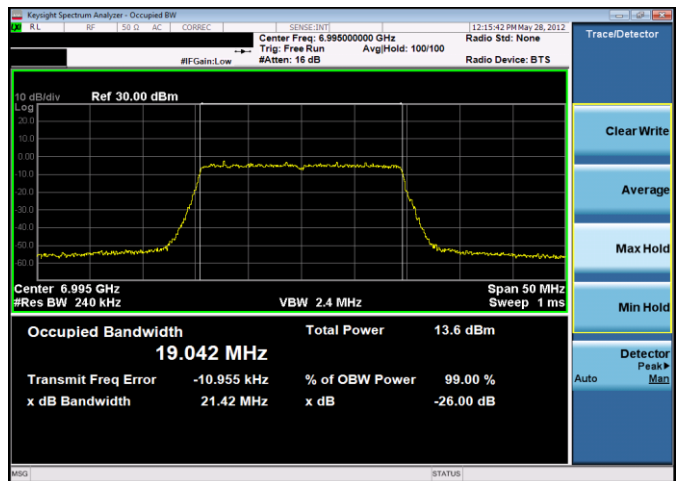 Keysight Spectrum Analyzer - Occupied BW
RL RF 50 Ω AC CORREC SENSE:INT 12:15:42 PM May 28, 2012
Center Freq: 6.995000000 GHz Radio Std: None
Trig: Free Run Avg|Hold: 100/100
#IFGain:Low #Atten: 16 dB Radio Device: BTS
Trace/Detector
10 dB/div Ref 30.00 dBm
Log
20.0
10.0
0.00
-10.0
-20.0
-30.0
-40.0
-50.0
-60.0
Center 6.995 GHz Span 50 MHz
#Res BW 240 kHz VBW 2.4 MHz Sweep 1 ms
Occupied Bandwidth Total Power 13.6 dBm
19.042 MHz
Transmit Freq Error -10.955 kHz % of OBW Power 99.00 %
x dB Bandwidth 21.42 MHz x dB -26.00 dB
Clear Write
Average
Max Hold
Min Hold
Detector
Peak▶
Auto Man
MSG STATUS